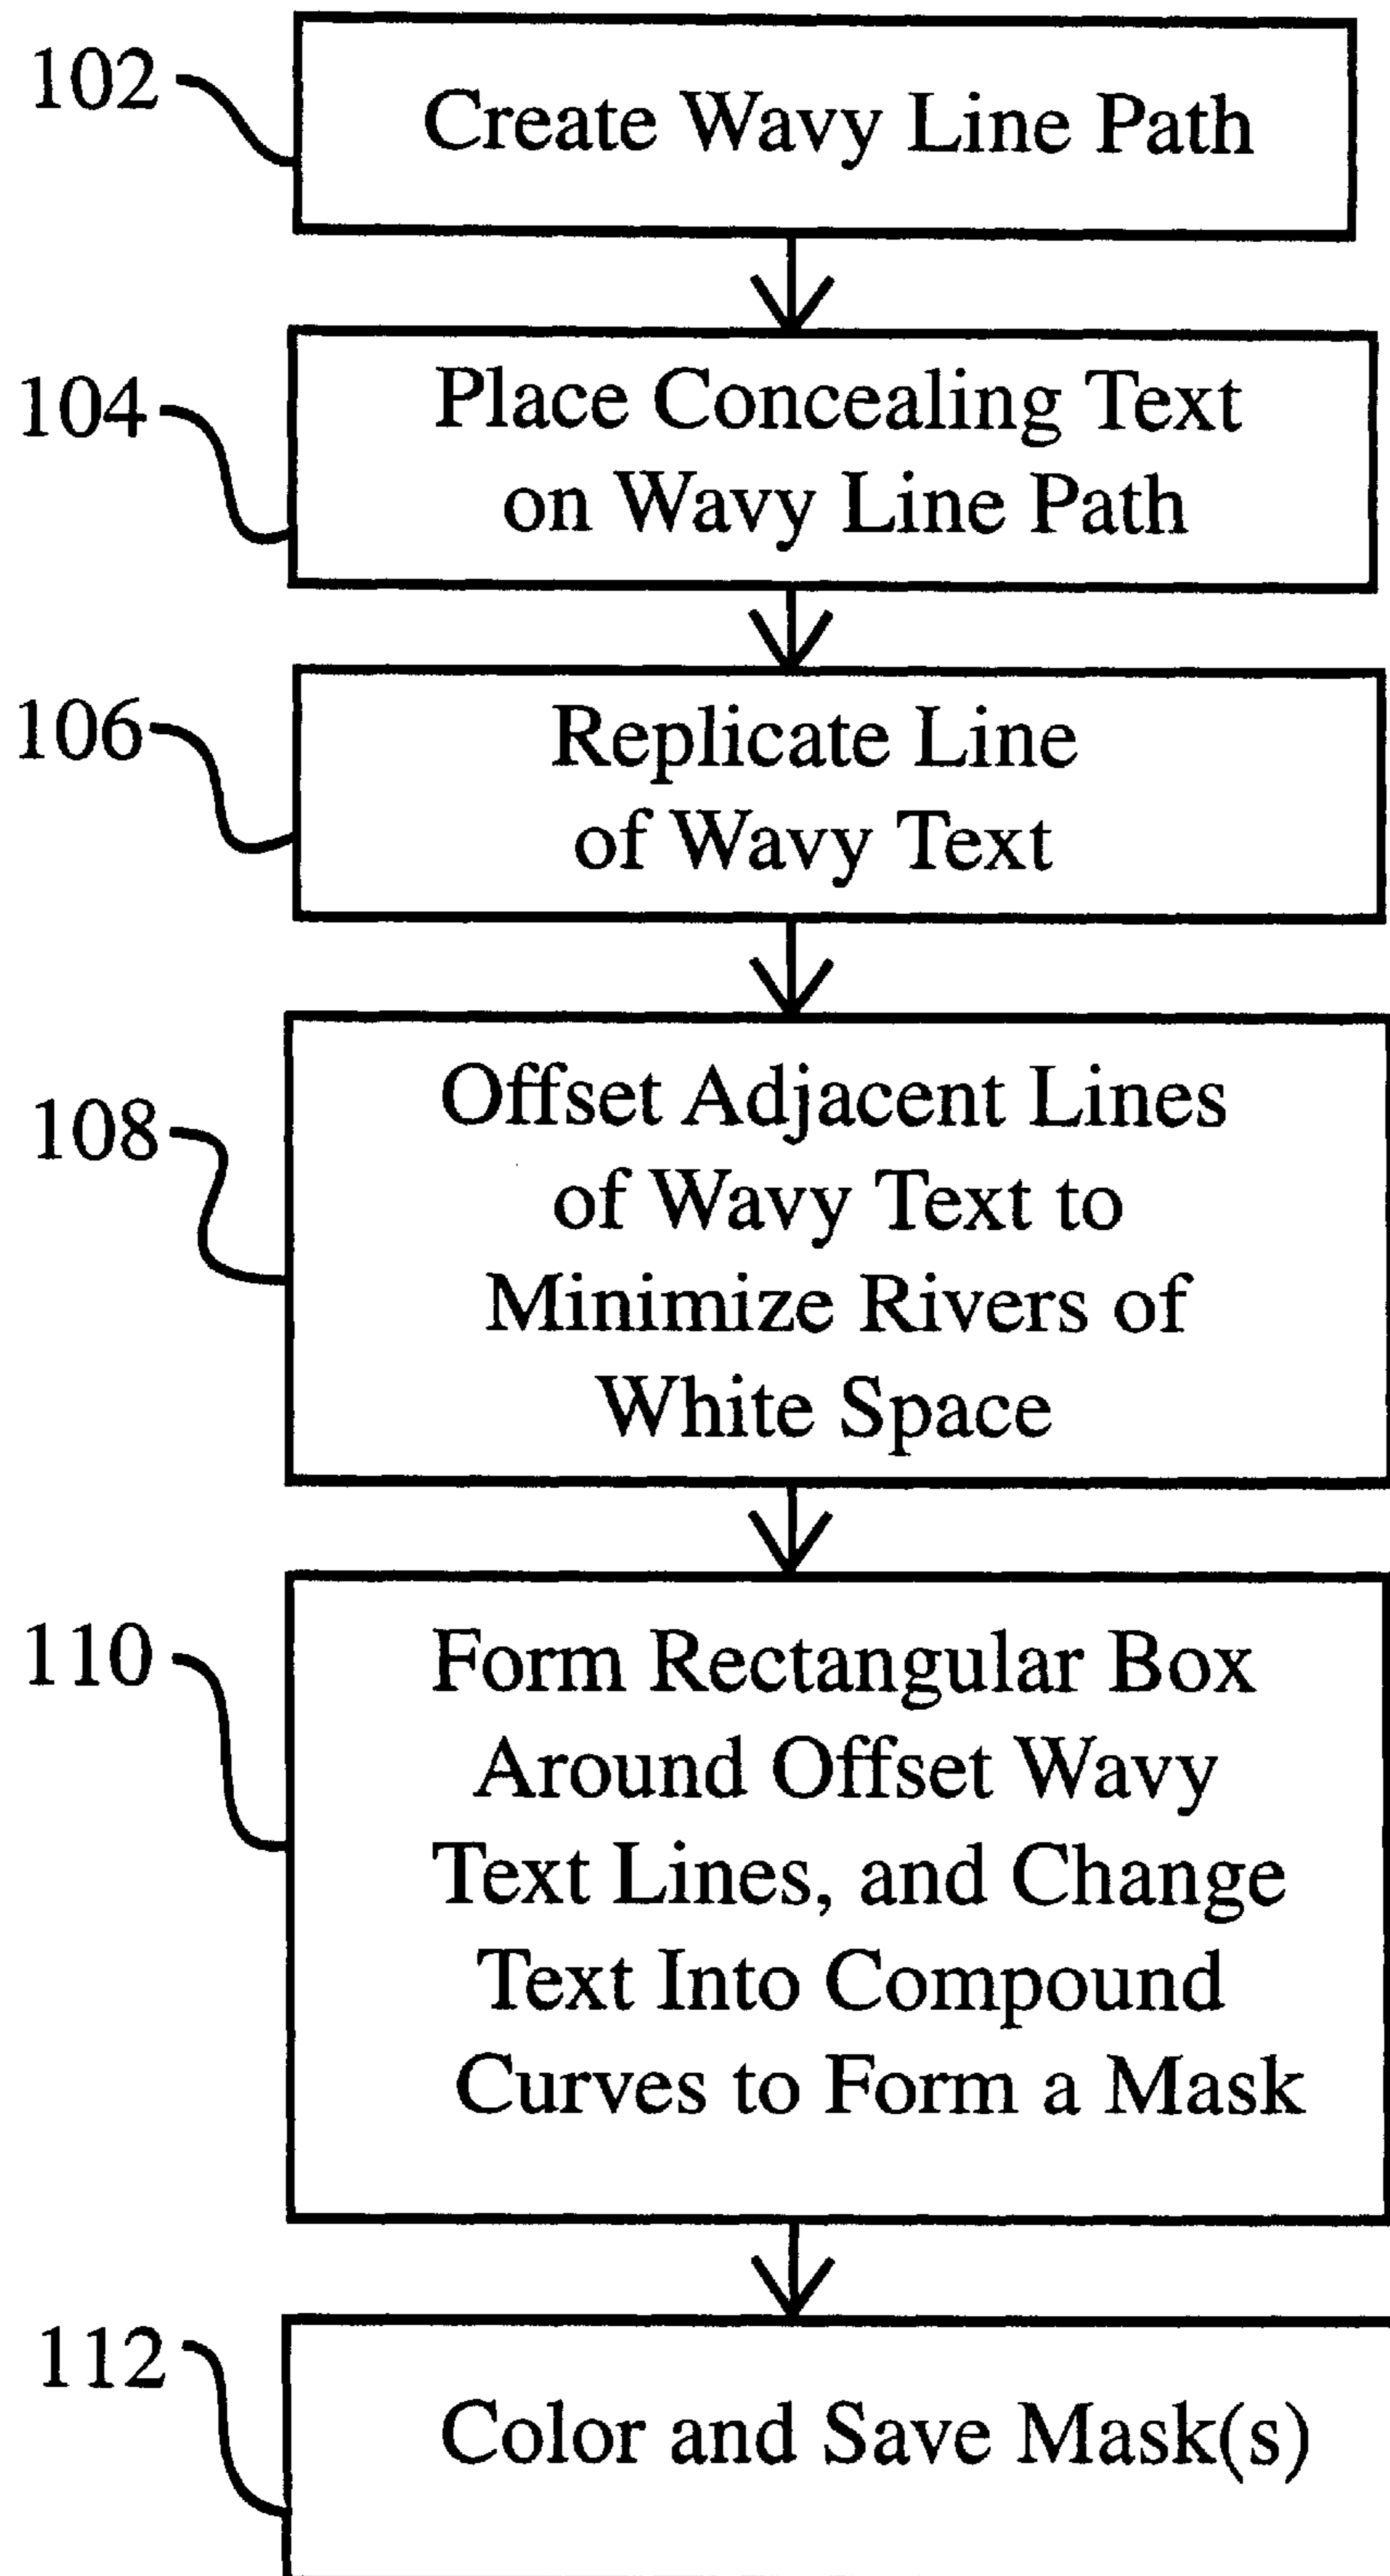 102
Create Wavy Line Path
104
Place Concealing Text
on Wavy Line Path
106
Replicate Line
of Wavy Text
108
Offset Adjacent Lines
of Wavy Text to
Minimize Rivers of
White Space
110
Form Rectangular Box
Around Offset Wavy
Text Lines, and Change
Text Into Compound
Curves to Form a Mask
112
Color and Save Mask(s)